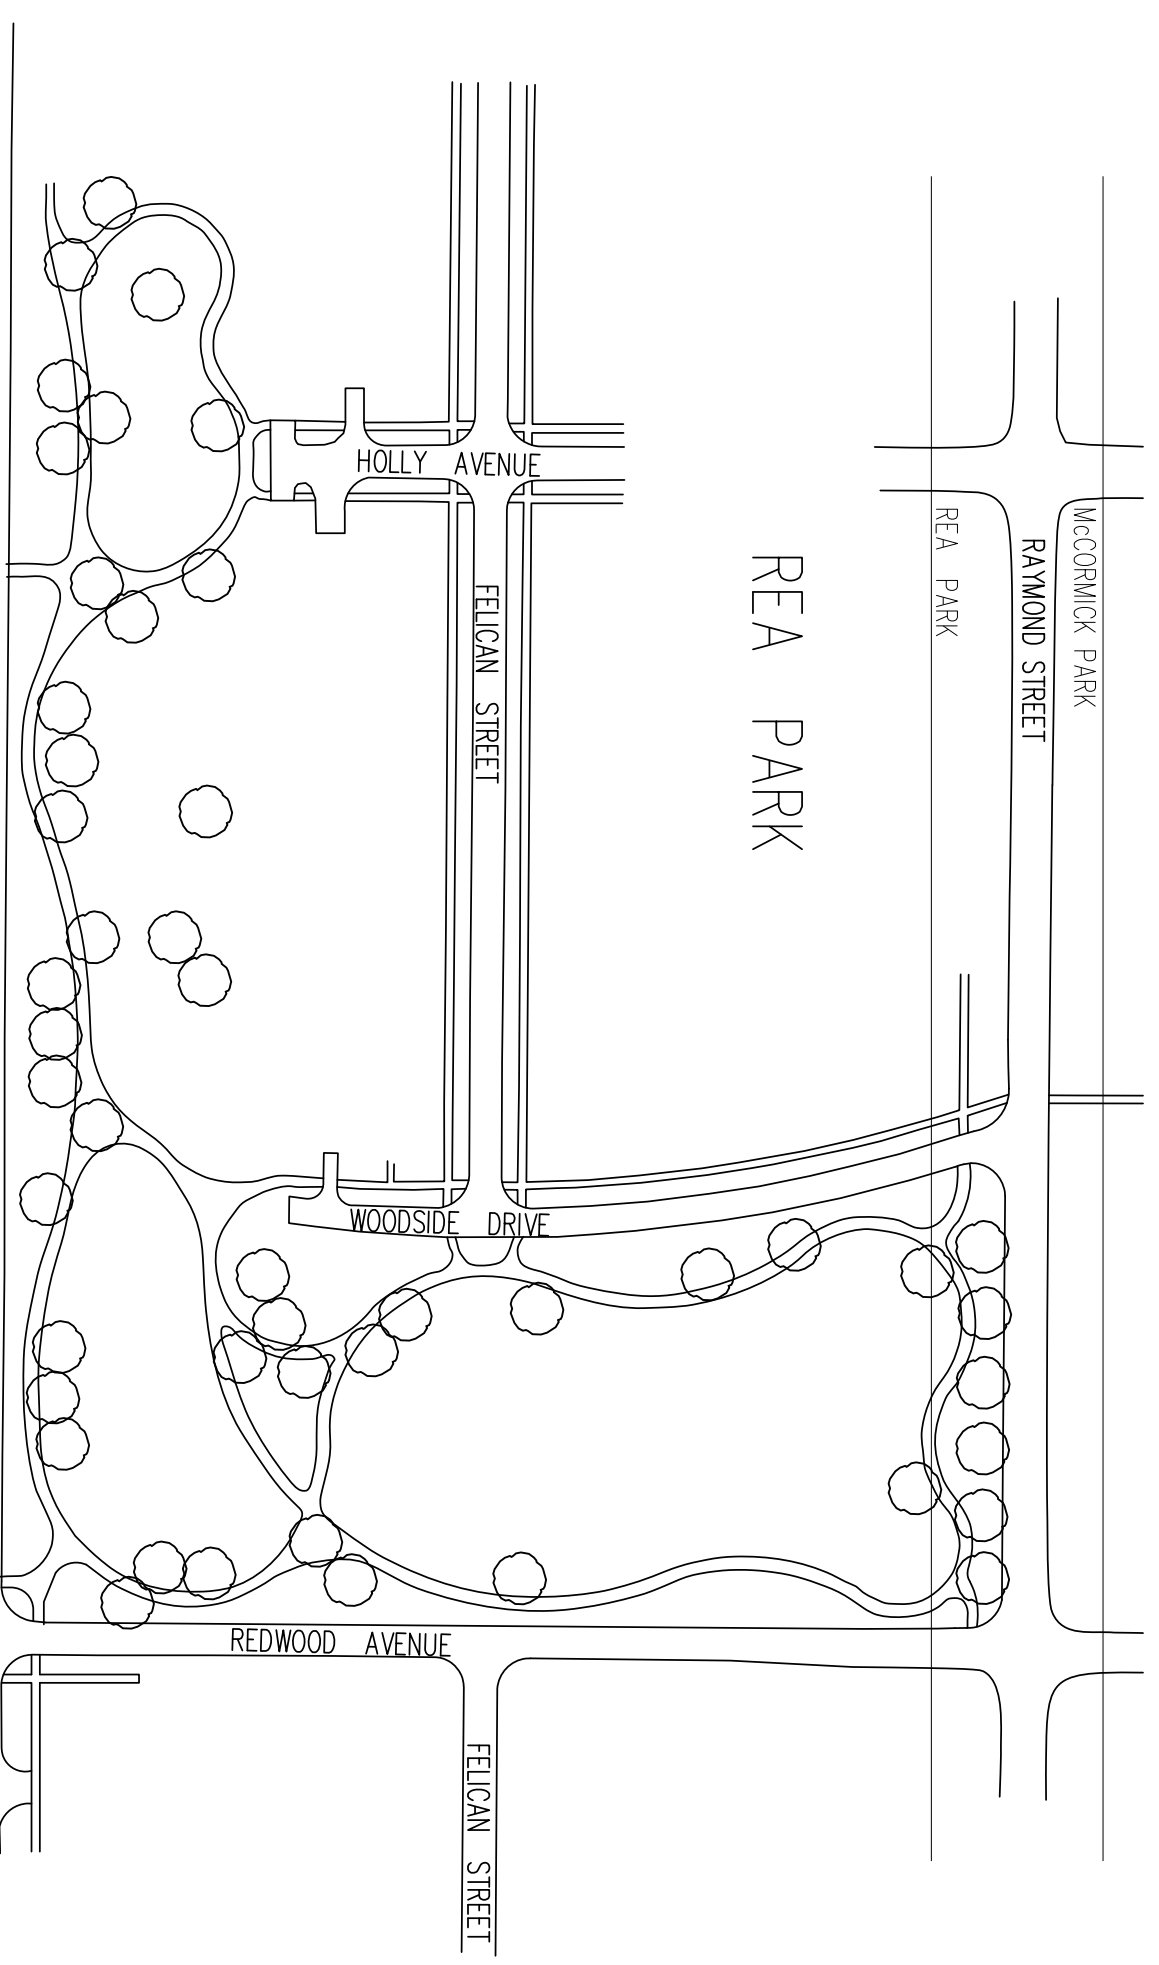 HOLLY AVENUE
FELICAN STREET
REA PARK
REA PARK
RAYMOND STREET
McCORMICK PARK
WOODSIDE DRIVE
REDWOOD AVENUE
FELICAN STREET